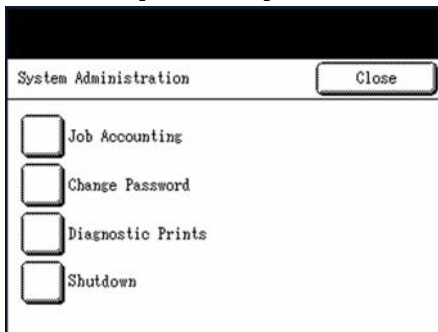 System Administration
Close
Job Accounting
Change Password
Diagnostic Prints
Shutdown